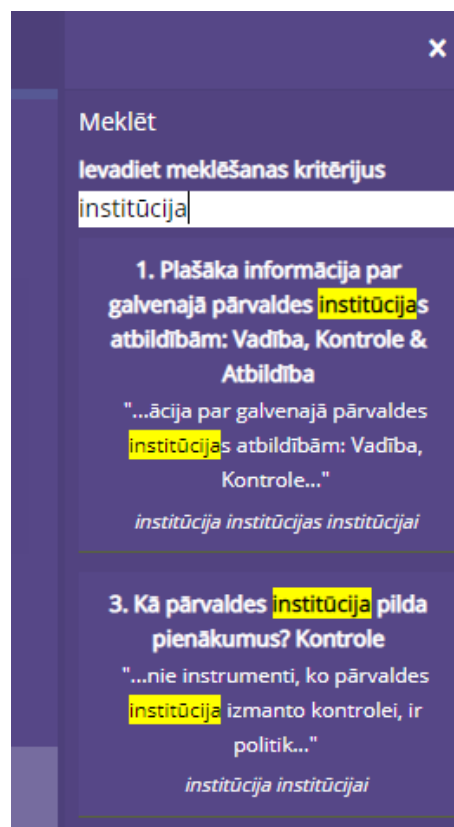 ×
Meklēt
Ievadiet meklēšanas kritērijus
institūcija
1. Plašāka informācija par
galvenajā pārvaldes institūcijas
atbildībām: Vadība, Kontrole &
Atbildība
"...ācija par galvenajā pārvaldes
institūcijas atbildībām: Vadība,
Kontrole..."
institūcija institūcijas institūcijai
3. Kā pārvaldes institūcija pilda
pienākumus? Kontrole
"...nie instrumenti, ko pārvaldes
institūcija izmanto kontrolei, ir
politik..."
institūcija institūcijai